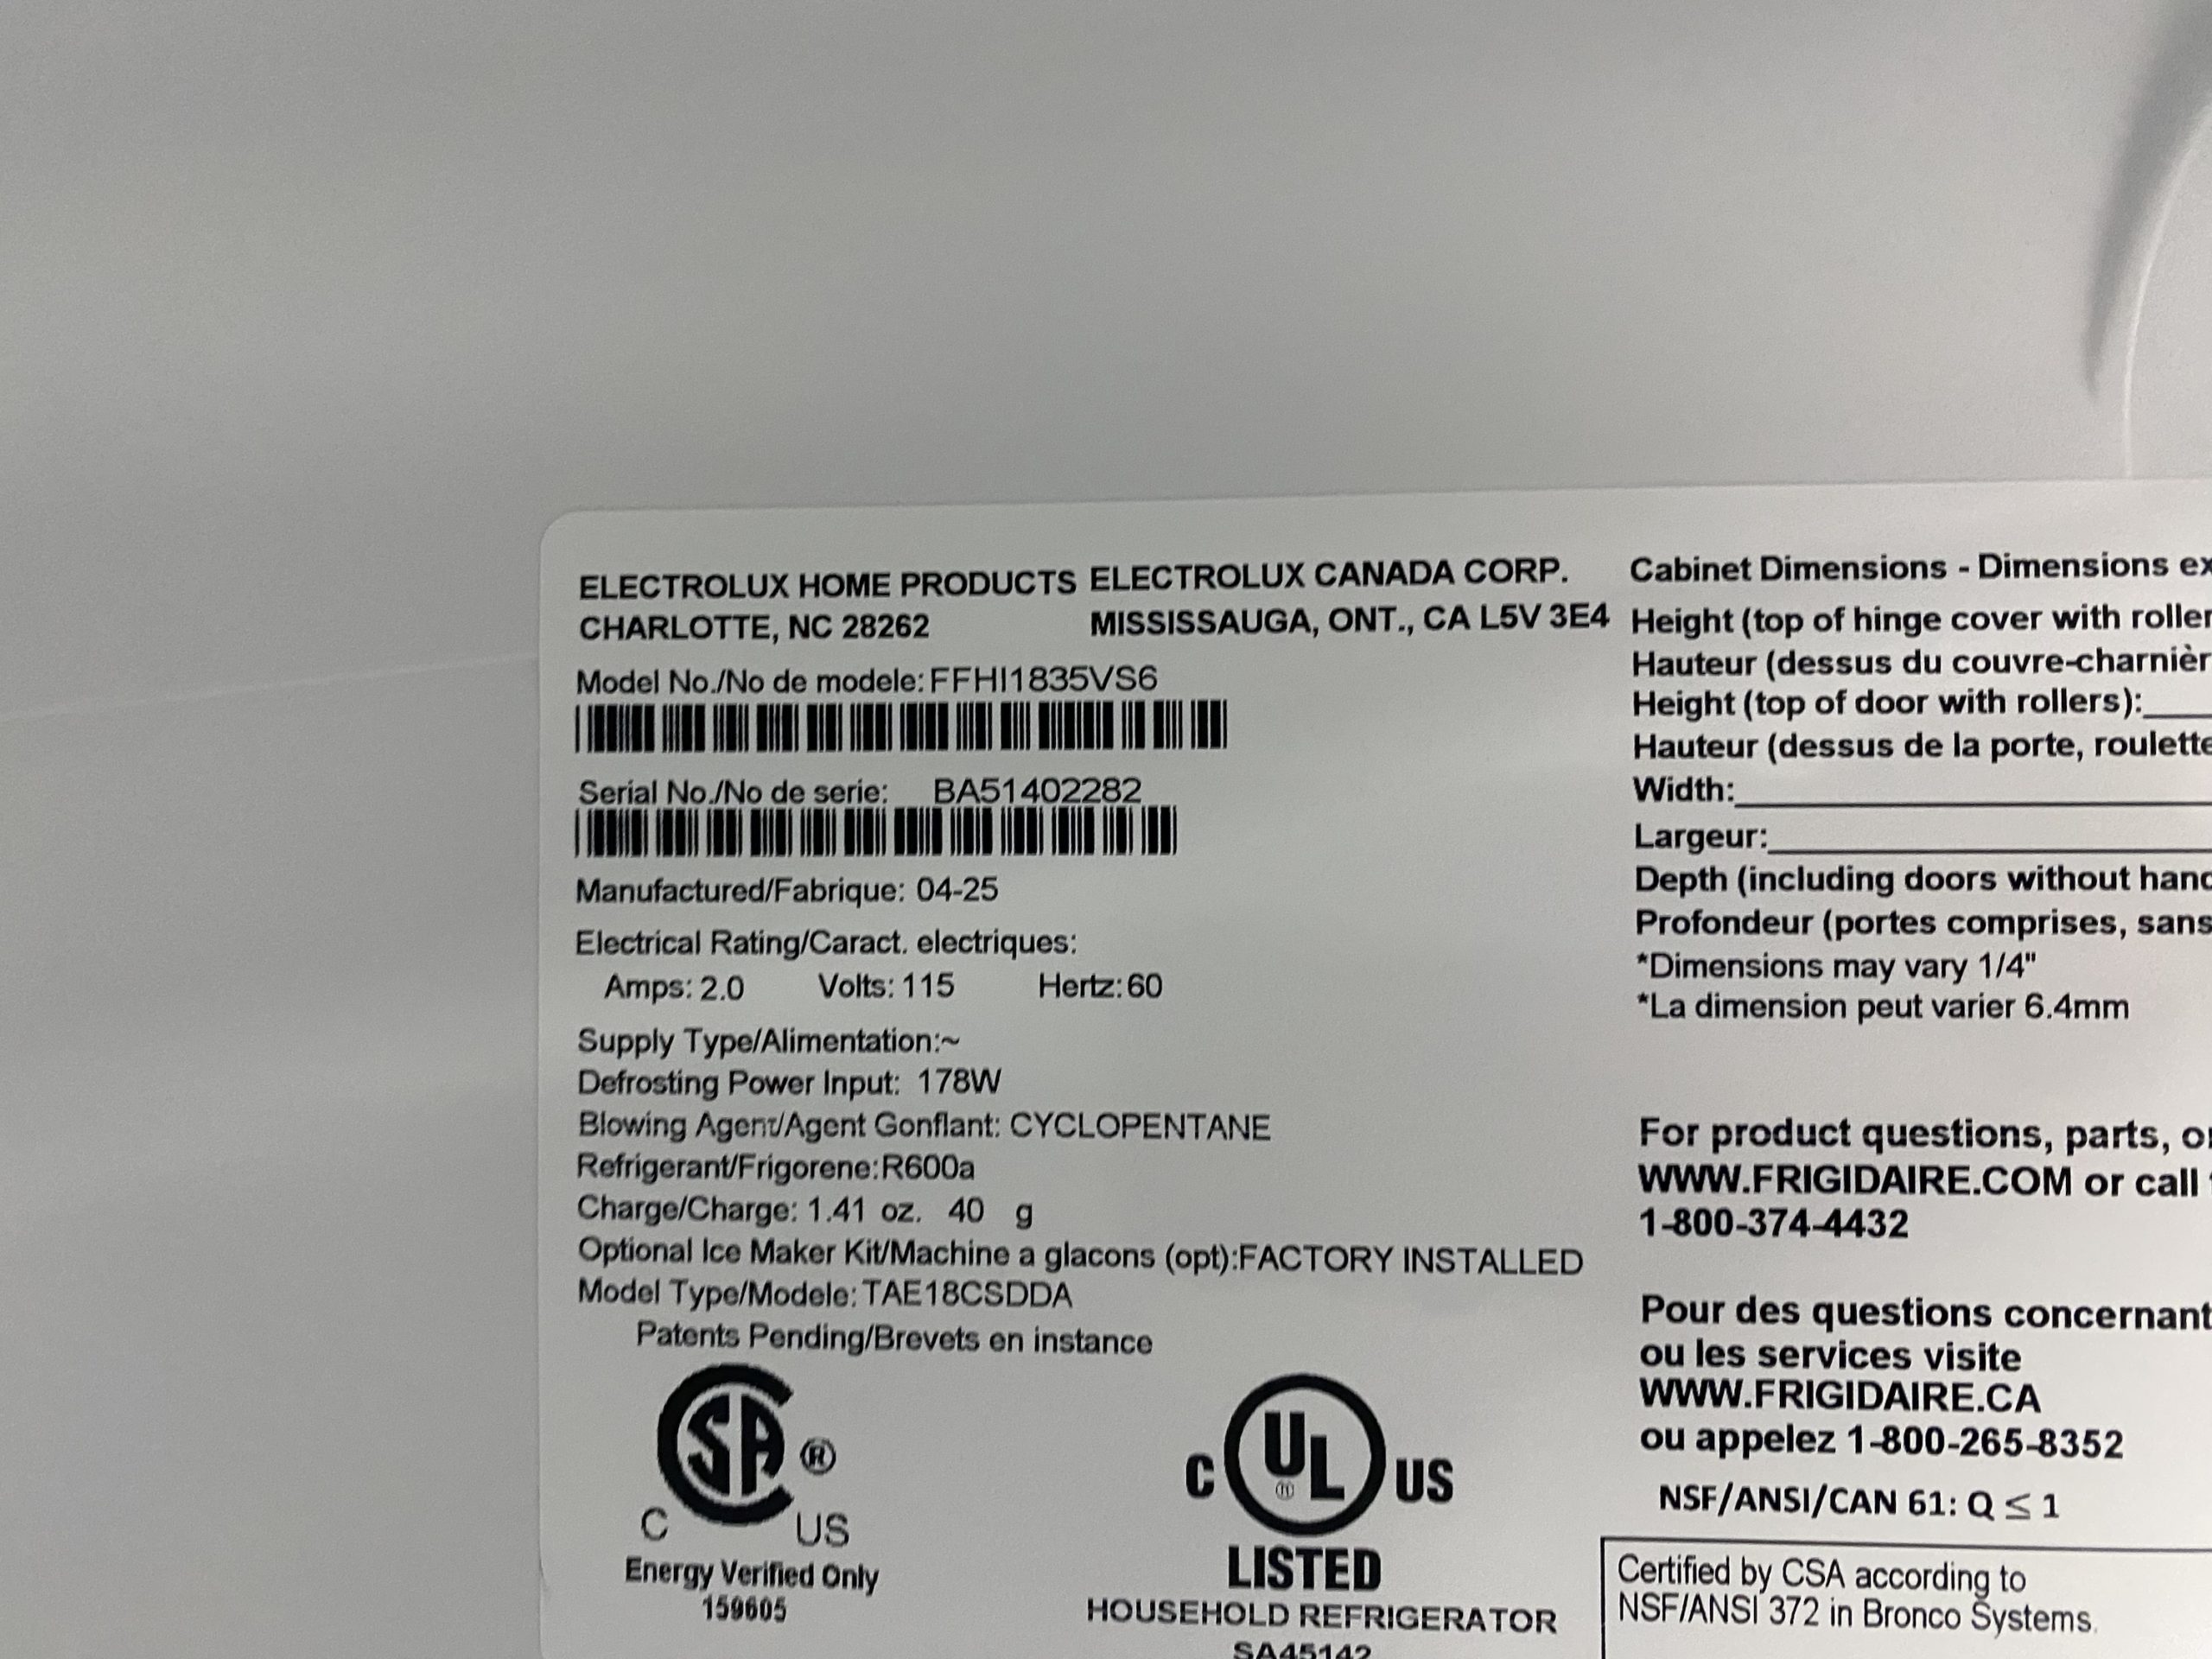 ELECTROLUX HOME PRODUCTS ELECTROLUX CANADA CORP.
CHARLOTTE, NC 28262 MISSISSAUGA, ONT., CA L5V 3E4
Model No./No de modele: FFHI1835VS6
Serial No./No de serie: BA51402282
Manufactured/Fabrique: 04-25
Electrical Rating/Caract. electriques:
Amps: 2.0 Volts: 115 Hertz: 60
Supply Type/Alimentation:~
Defrosting Power Input: 178W
Blowing Agent/Agent Gonflant: CYCLOPENTANE
Refrigerant/Frigorene: R600a
Charge/Charge: 1.41 oz. 40 g
Optional Ice Maker Kit/Machine a glacons (opt):FACTORY INSTALLED
Model Type/Modele: TAE18CSDDA
Patents Pending/Brevets en instance
SA ®
C US
Energy Verified Only
159605
C UL ® US
LISTED
HOUSEHOLD REFRIGERATOR
SA45142
Cabinet Dimensions - Dimensions
Height (top of hinge cover with
Hauteur (dessus du
Height (top of door with rollers):
Hauteur (dessus de la porte,
Width:
Largeur:
Depth (including doors without
Profondeur (portes comprises, sans
*Dimensions may vary 1/4"
*La dimension peut varier 6.4mm
For product questions, parts,
WWW.FRIGIDAIRE.COM or call
1-800-374-4432
Pour des questions concernant
ou les services visite
WWW.FRIGIDAIRE.CA
ou appelez 1-800-265-8352
NSF/ANSI/CAN 61: Q ≤ 1
Certified by CSA according to
NSF/ANSI 372 in Bronco Systems.